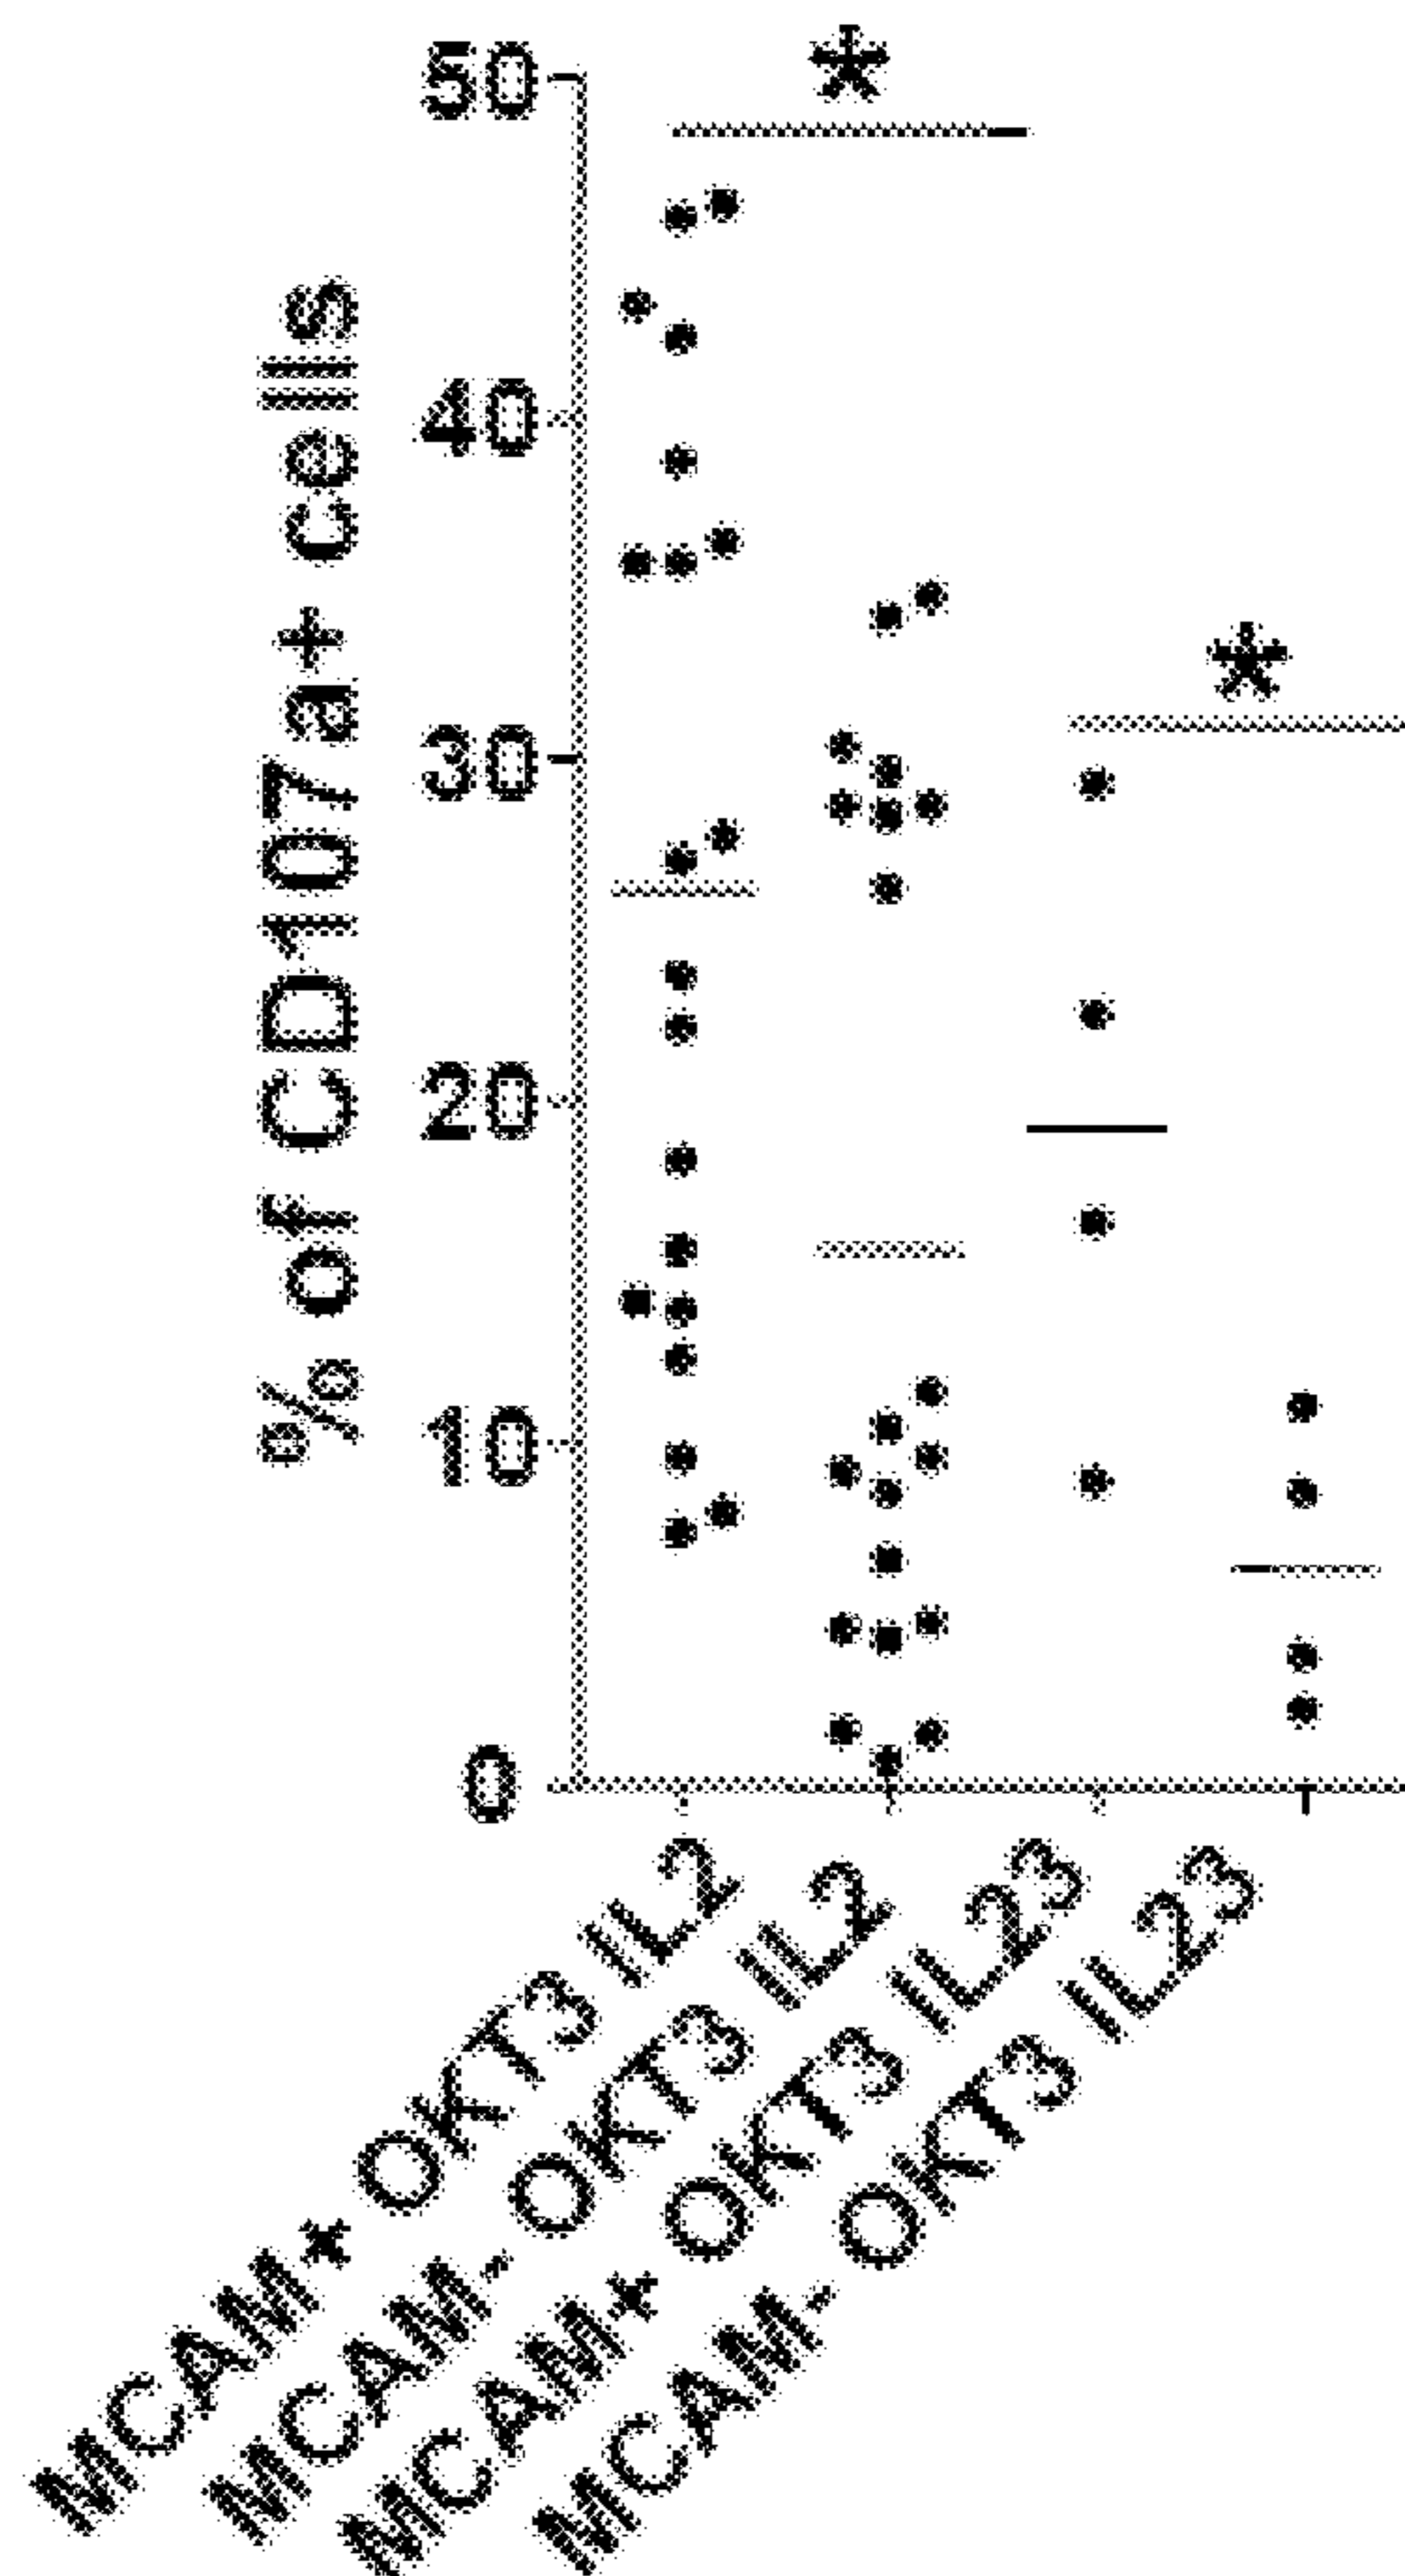 % of CD107a+ cells
50
40
30
20
10
0
*
*
MCAM+ OKT3 IL2
MCAM- OKT3 IL2
MCAM+ OKT3 IL23
MCAM- OKT3 IL23